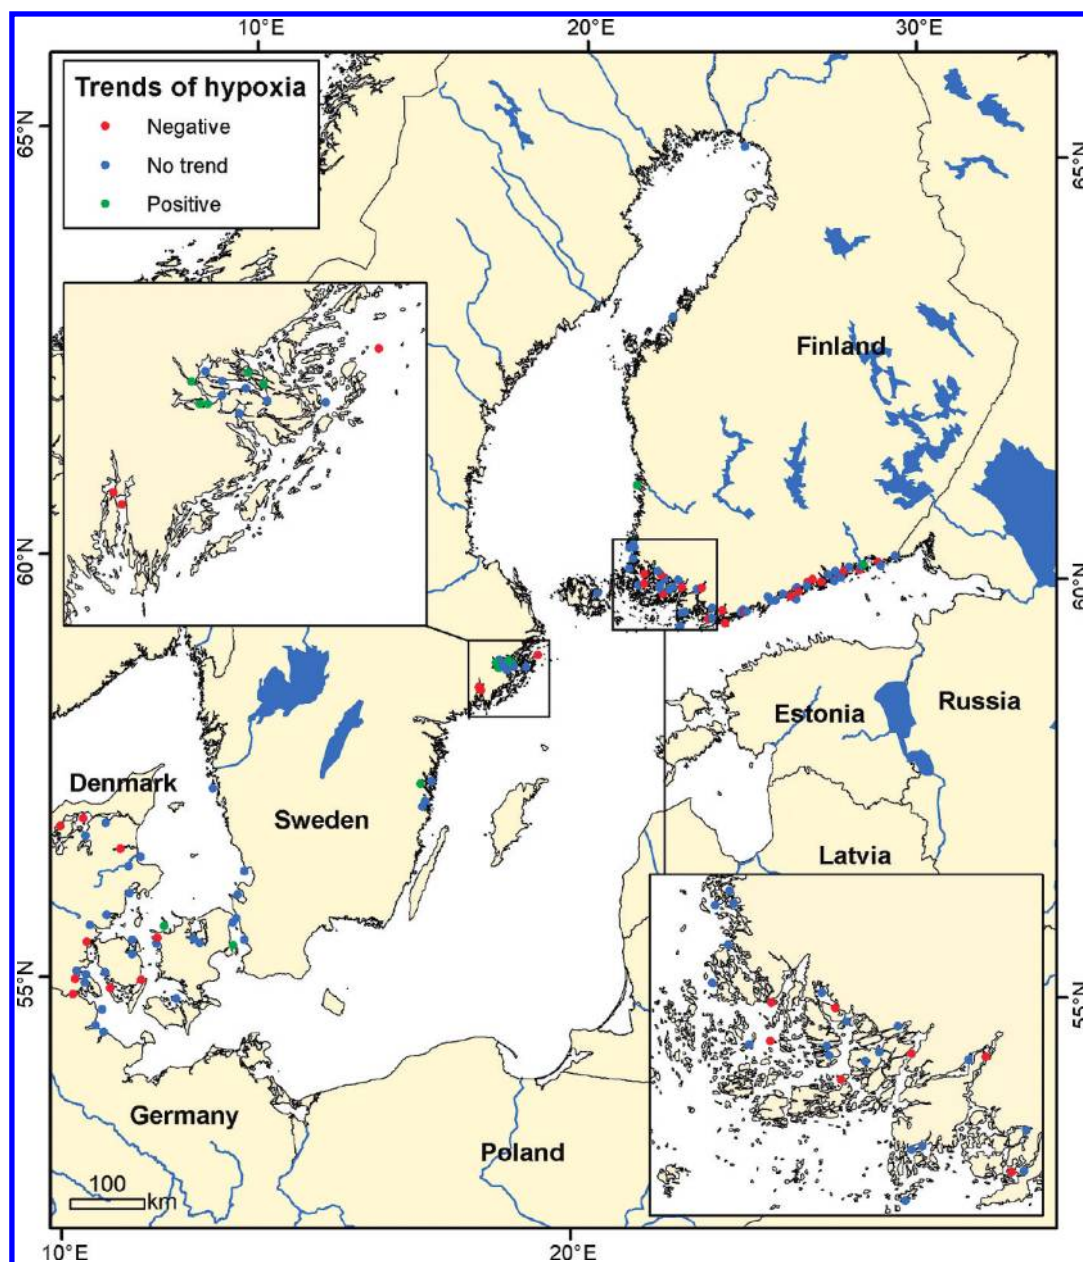 10°E 20°E 30°E
65°N
65°N
Trends of hypoxia
Negative
No trend
Positive
Finland
60°N
60°N
Estonia
Russia
Denmark
Sweden
Latvia
55°N
55°N
Germany
Poland
100
km
10°E 20°E